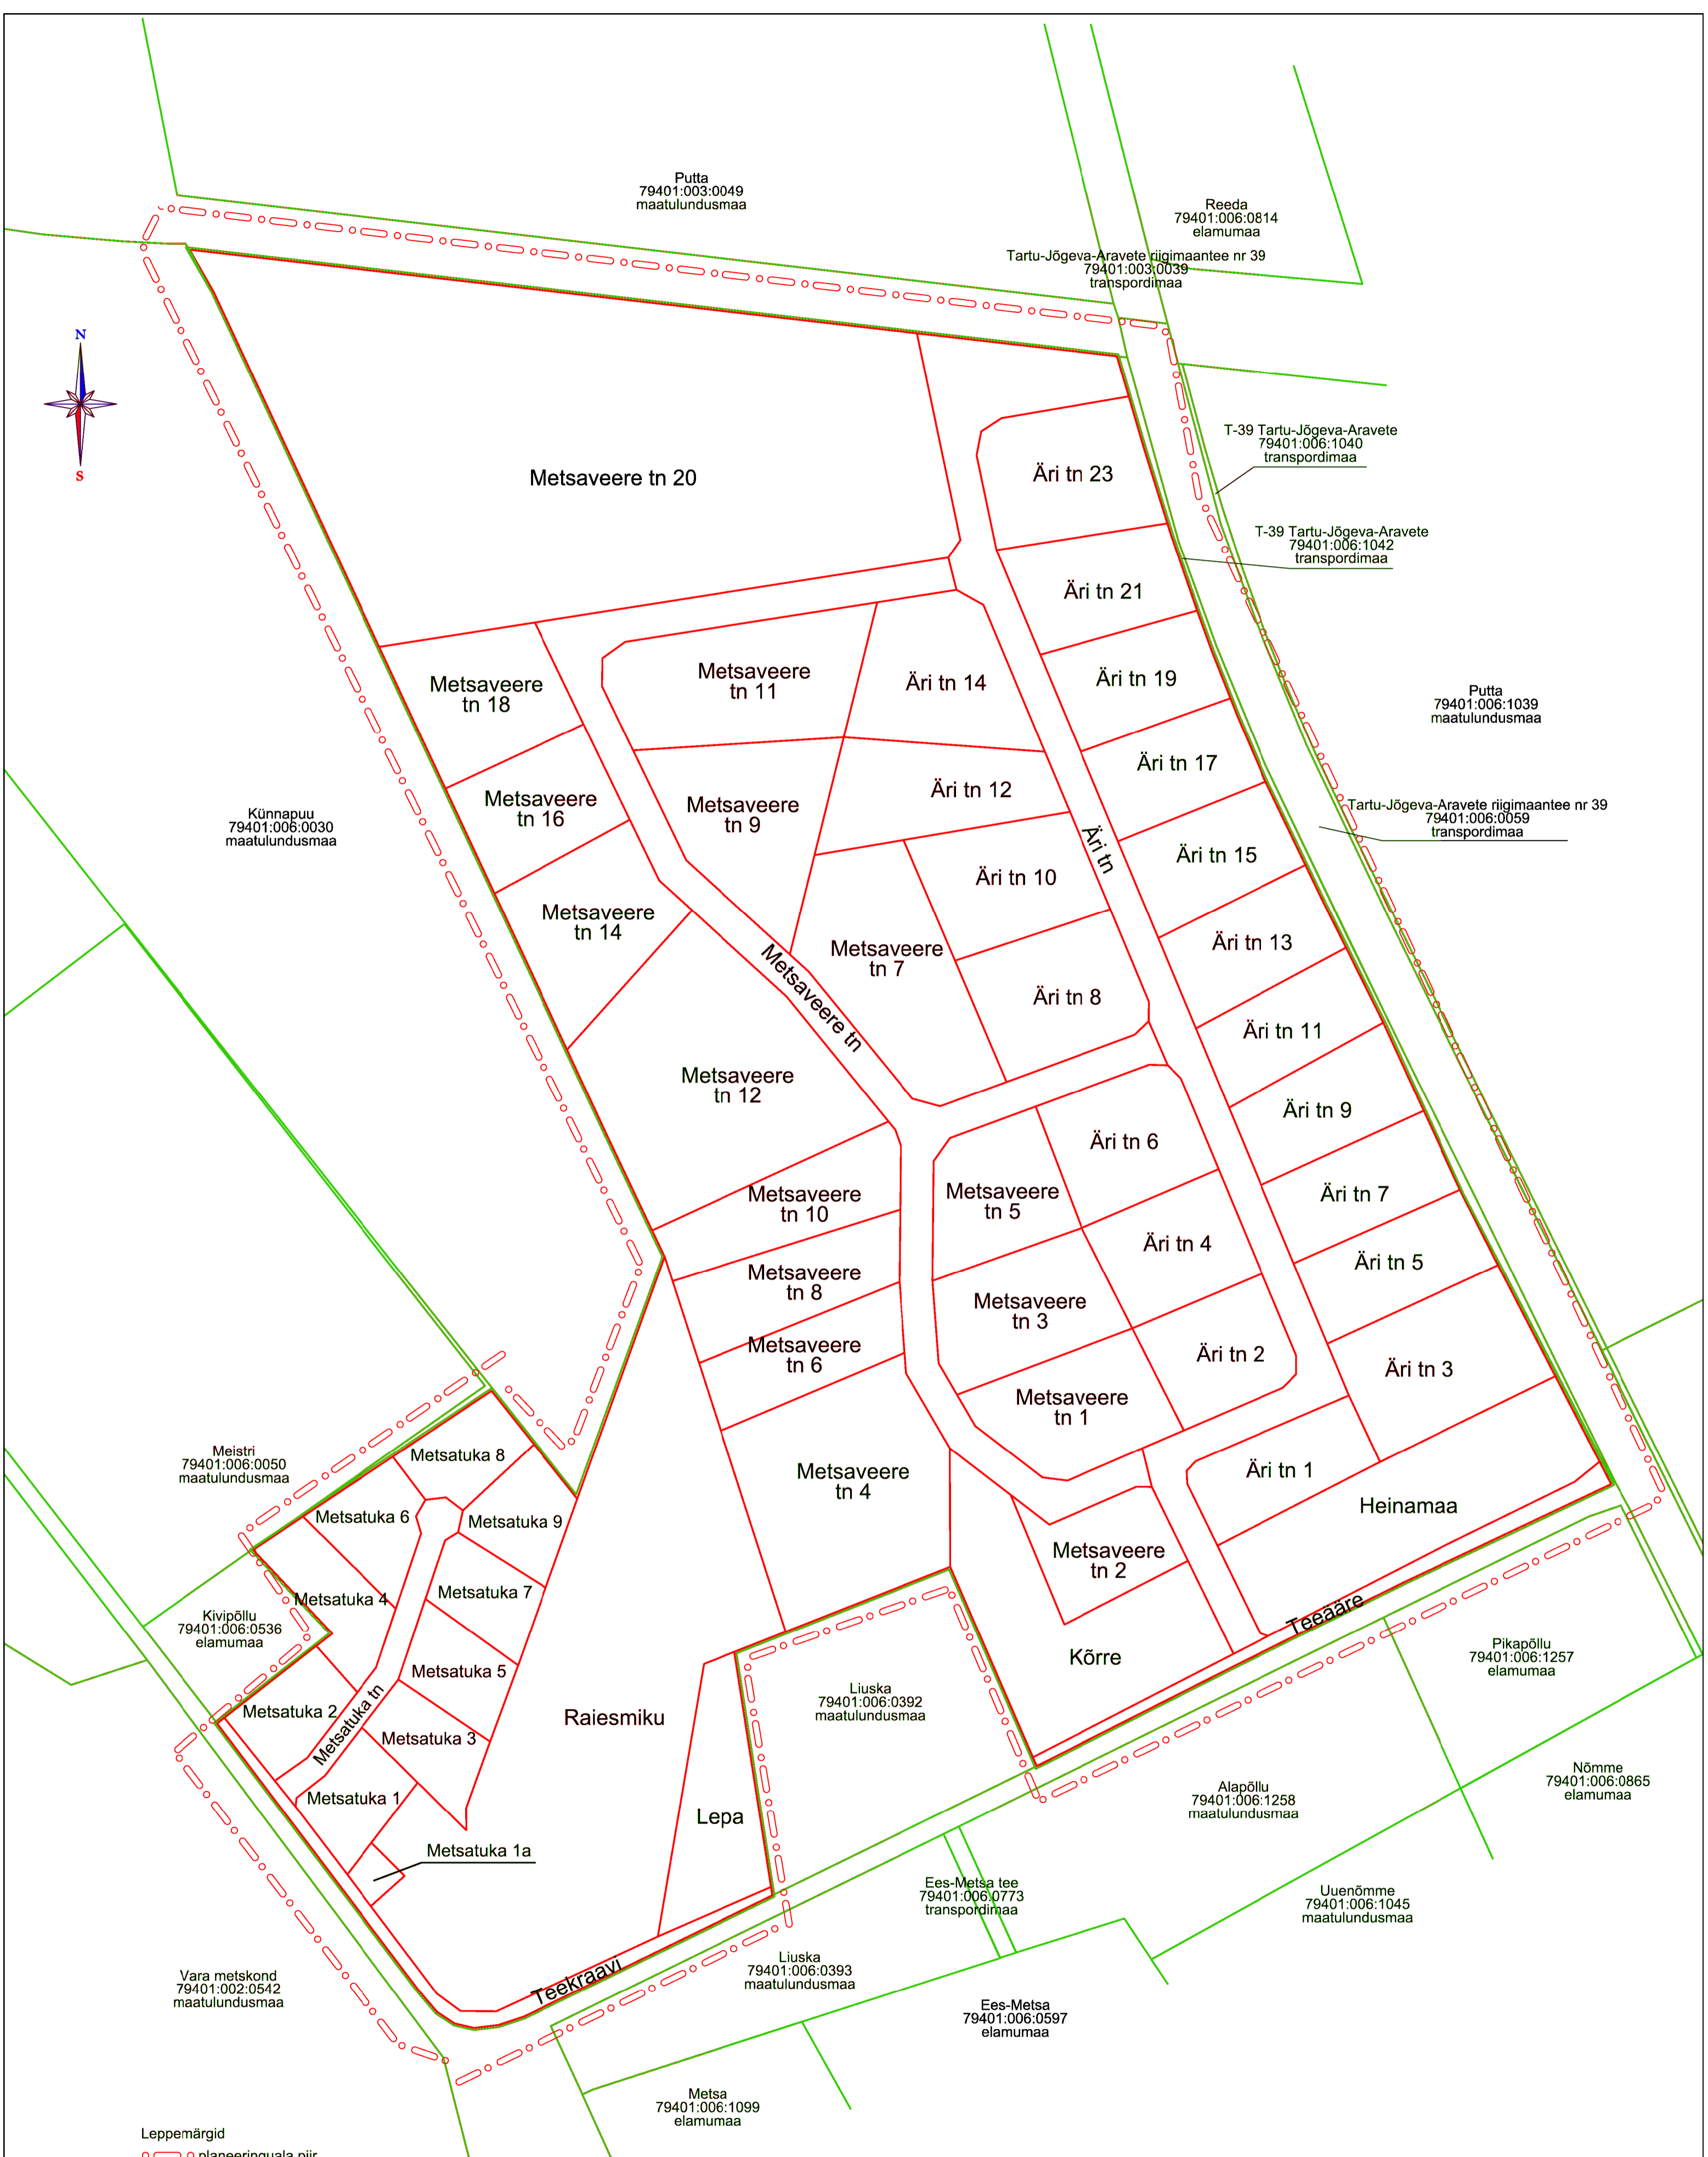 Putta
79401:003:0049
maatulundusmaa
Reeda
79401:006:0814
elamumaa
Tartu-Jõgeva-Aravete riigimaantee nr 39
79401:003:0039
transpordimaa
N
S
T-39 Tartu-Jõgeva-Aravete
79401:006:1040
transpordimaa
T-39 Tartu-Jõgeva-Aravete
79401:006:1042
transpordimaa
Metsaveere tn 20
Äri tn 23
Äri tn 21
Metsaveere
tn 18
Metsaveere
tn 11
Äri tn 14
Äri tn 19
Putta
79401:006:1039
maatulundusmaa
Äri tn 17
Metsaveere
tn 16
Metsaveere
tn 9
Äri tn 12
Künnapuu
79401:006:0030
maatulundusmaa
Tartu-Jõgeva-Aravete riigimaantee nr 39
79401:006:0059
transpordimaa
Äri tn
Äri tn 15
Äri tn 10
Metsaveere
tn 14
Metsaveere
tn 7
Äri tn 13
Metsaveere tn
Äri tn 8
Äri tn 11
Metsaveere
tn 12
Äri tn 9
Äri tn 6
Metsaveere
tn 10
Metsaveere
tn 5
Äri tn 7
Äri tn 4
Äri tn 5
Metsaveere
tn 8
Metsaveere
tn 3
Metsaveere
tn 6
Äri tn 2
Äri tn 3
Metsaveere
tn 1
Meistri
79401:006:0050
maatulundusmaa
Metsatuka 8
Metsaveere
tn 4
Äri tn 1
Heinamaa
Metsatuka 6
Metsatuka 9
Metsaveere
tn 2
Metsatuka 7
Metsatuka 4
Kivipõllu
79401:006:0536
elamumaa
Teeääre
Kõrre
Pikapõllu
79401:006:1257
elamumaa
Metsatuka 5
Metsatuka 2
Metsatuka tn
Metsatuka 3
Raiesmiku
Liuska
79401:006:0392
maatulundusmaa
Nõmme
79401:006:0865
elamumaa
Alapõllu
79401:006:1258
maatulundusmaa
Metsatuka 1
Lepa
Metsatuka 1a
Ees-Metsa tee
79401:006:0773
transpordimaa
Uuenõmme
79401:006:1045
maatulundusmaa
Teekraavi
Liuska
79401:006:0393
maatulundusmaa
Vara metskond
79401:002:0542
maatulundusmaa
Ees-Metsa
79401:006:0597
elamumaa
Metsa
79401:006:1099
elamumaa
Leppemärgid
planeeringuala piir